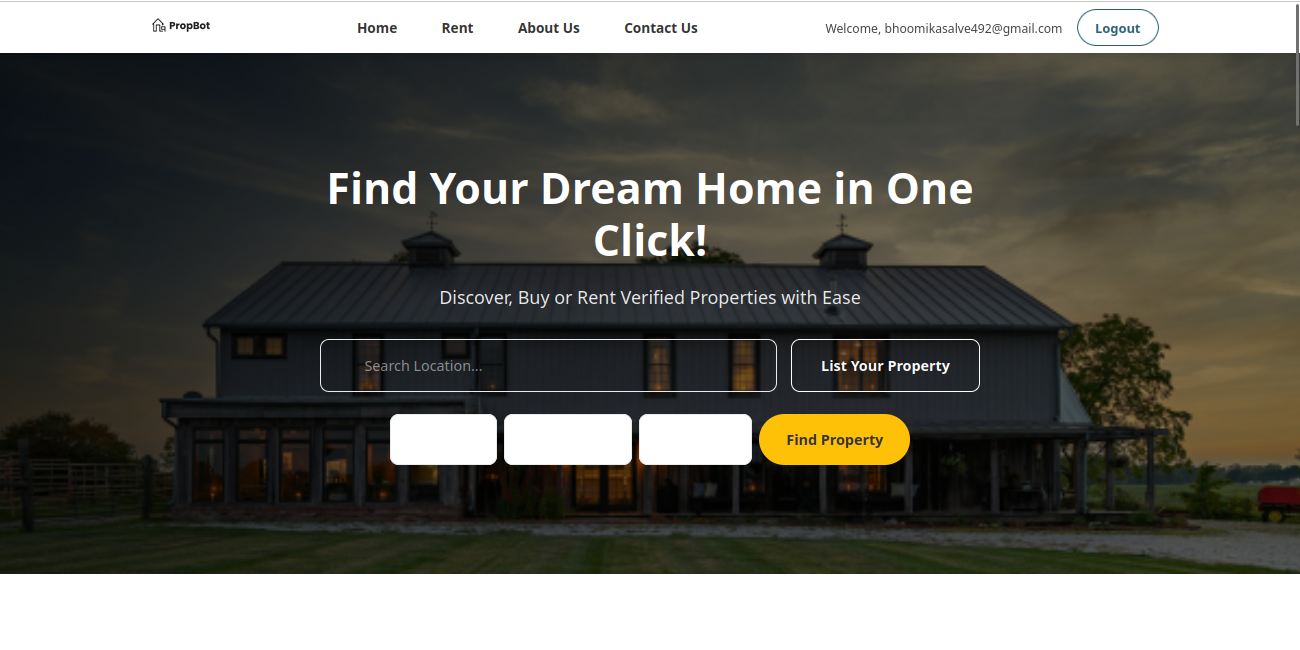 PropBot
Home
Rent
About Us
Contact Us
Welcome, bhoomikasalve492@gmail.com
Logout
Find Your Dream Home in One
Click!
Discover, Buy or Rent Verified Properties with Ease
Search Location...
List Your Property
Find Property